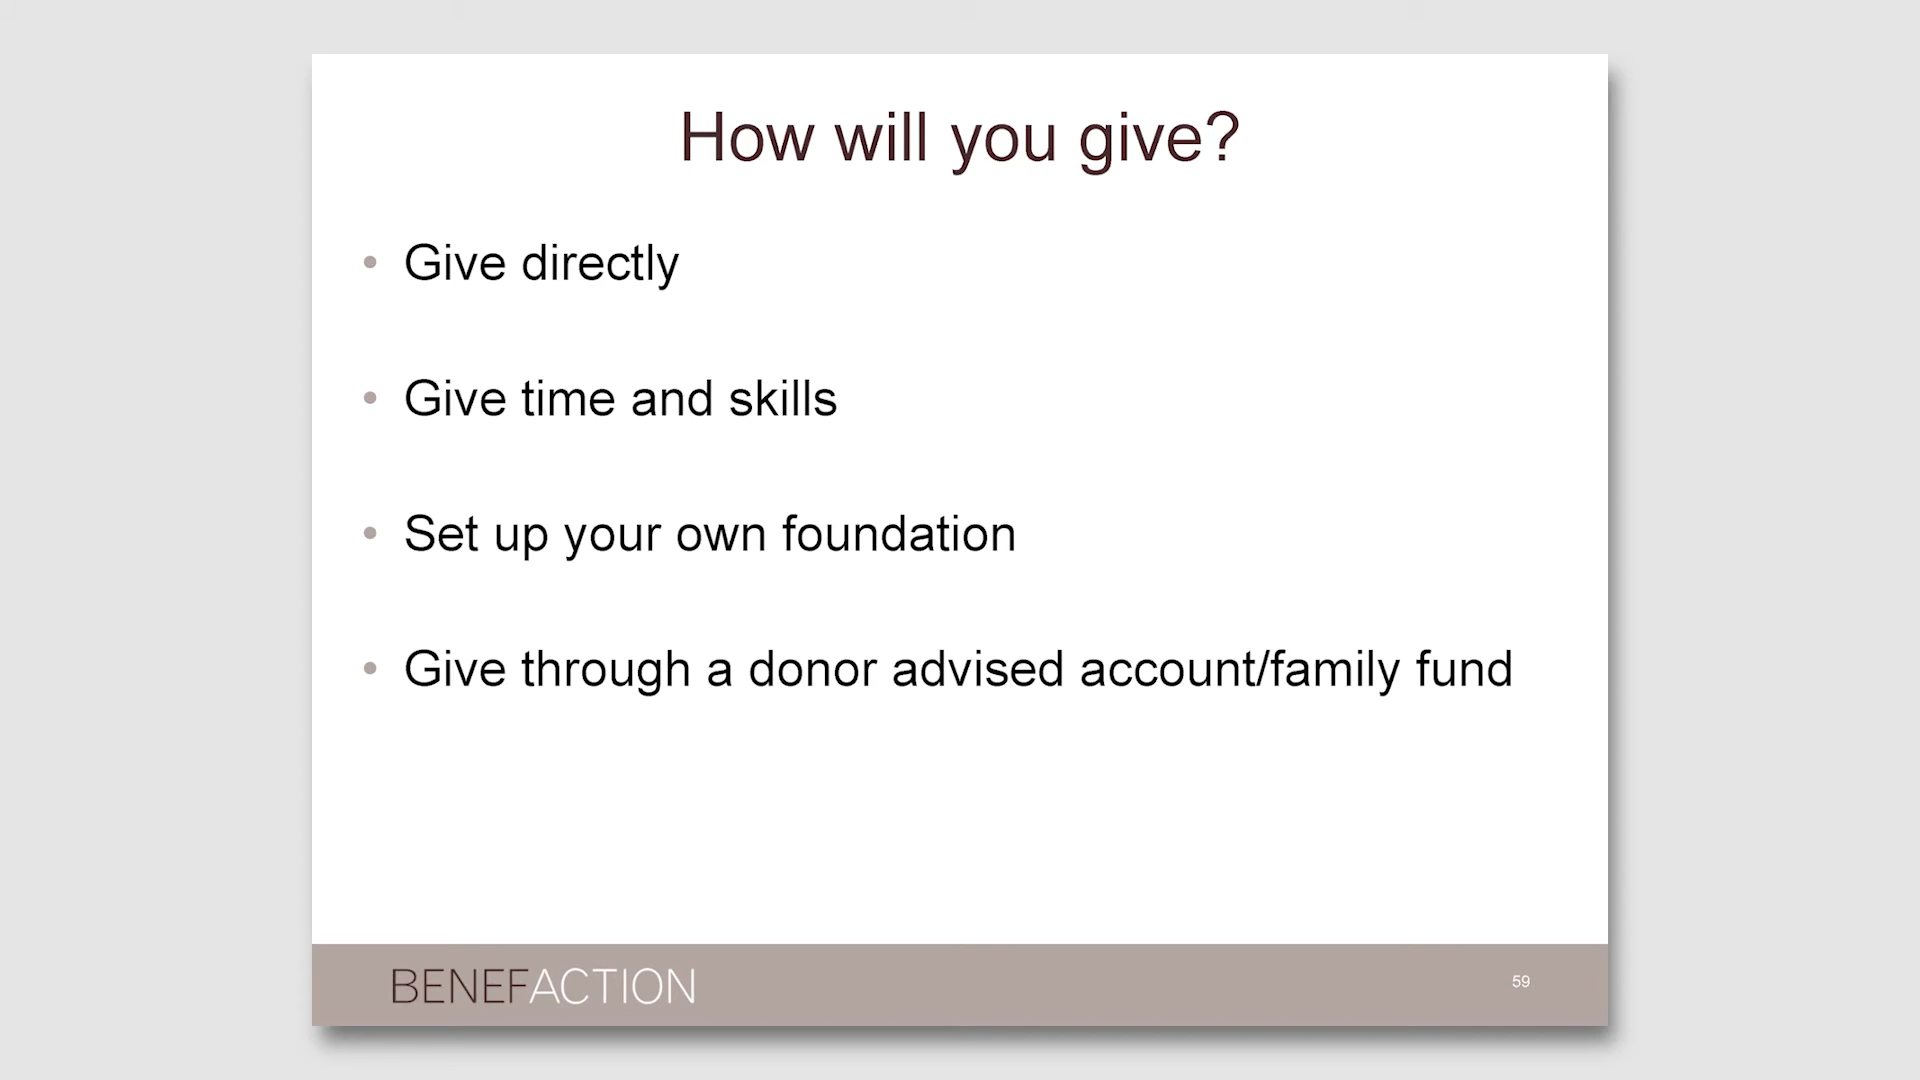 How will you give?
• Give directly
• Give time and skills
• Set up your own foundation
• Give through a donor advised account/family fund
BENEFACTION
59